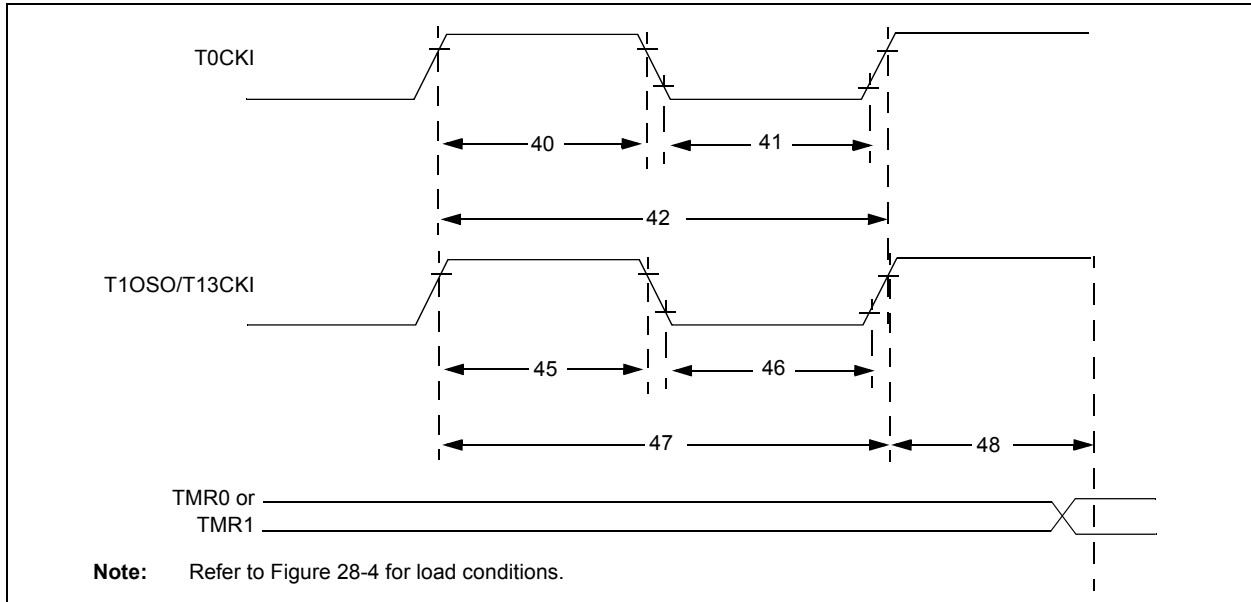 T0CKI
40
41
42
T1OSO/T13CKI
45
46
47
48
TMR0 or
TMR1
Note: Refer to Figure 28-4 for load conditions.